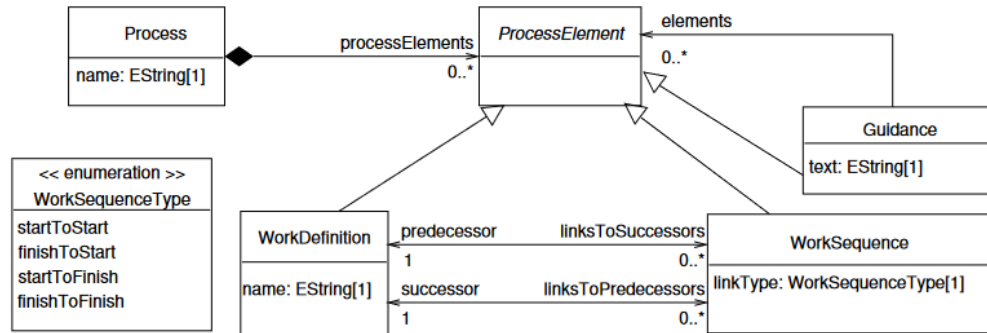 Process
name: EString[1]
processElements
0..*
ProcessElement
elements
0..*
Guidance
text: EString[1]
<< enumeration >>
WorkSequenceType
startToStart
finishToStart
startToFinish
finishToFinish
WorkDefinition
name: EString[1]
predecessor
1
linksToSuccessors
0..*
successor
1
linksToPredecessors
0..*
WorkSequence
linkType: WorkSequenceType[1]